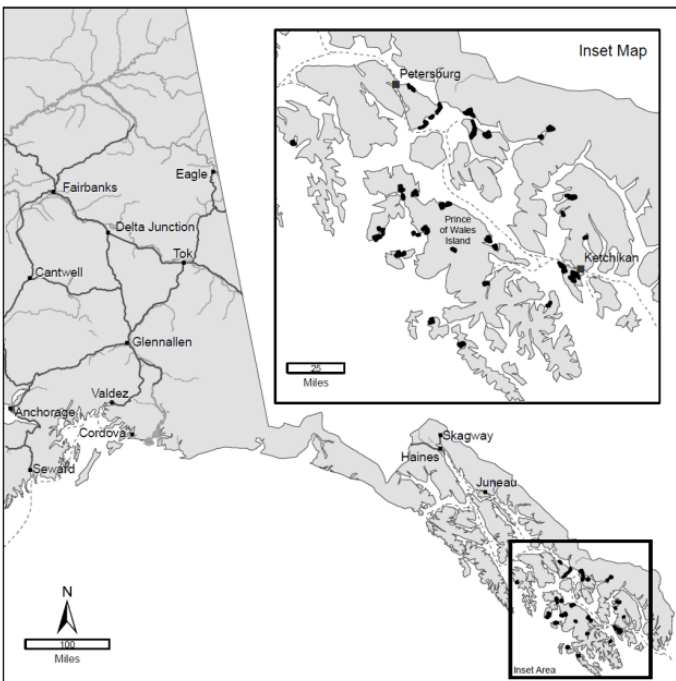 Inset Map
Petersburg
Eagle
Fairbanks
Prince
of Wales
Island
Delta Junction
Tok
Ketchikan
Cantwell
Glennallen
25
Miles
Valdez
Anchorage
Cordova
Skagway
Haines
Seward
Juneau
N
100
Miles
Inset Area